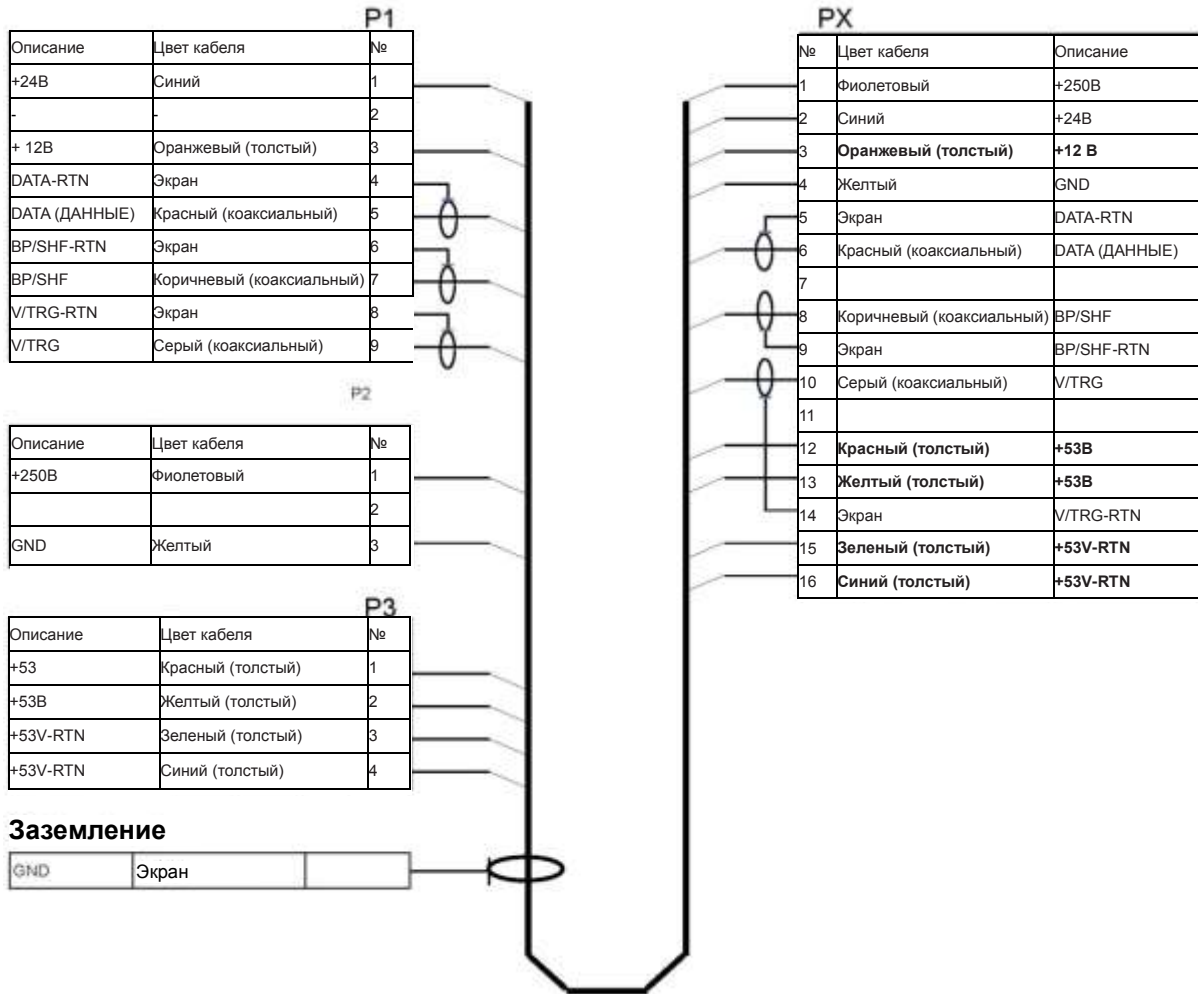 P1
Описание Цвет кабеля №
+24В Синий 1
- - 2
+ 12В Оранжевый (толстый) 3
DATA-RTN Экран 4
DATA (ДАННЫЕ) Красный (коаксиальный) 5
BP/SHF-RTN Экран 6
BP/SHF Коричневый (коаксиальный) 7
V/TRG-RTN Экран 8
V/TRG Серый (коаксиальный) 9
P2
Описание Цвет кабеля №
+250В Фиолетовый 1
2
GND Желтый 3
P3
Описание Цвет кабеля №
+53 Красный (толстый) 1
+53В Желтый (толстый) 2
+53V-RTN Зеленый (толстый) 3
+53V-RTN Синий (толстый) 4
Заземление
GND Экран
PX
№ Цвет кабеля Описание
1 Фиолетовый +250В
2 Синий +24В
3 Оранжевый (толстый) +12 В
4 Желтый GND
5 Экран DATA-RTN
6 Красный (коаксиальный) DATA (ДАННЫЕ)
7
8 Коричневый (коаксиальный) BP/SHF
9 Экран BP/SHF-RTN
10 Серый (коаксиальный) V/TRG
11
12 Красный (толстый) +53В
13 Желтый (толстый) +53В
14 Экран V/TRG-RTN
15 Зеленый (толстый) +53V-RTN
16 Синий (толстый) +53V-RTN